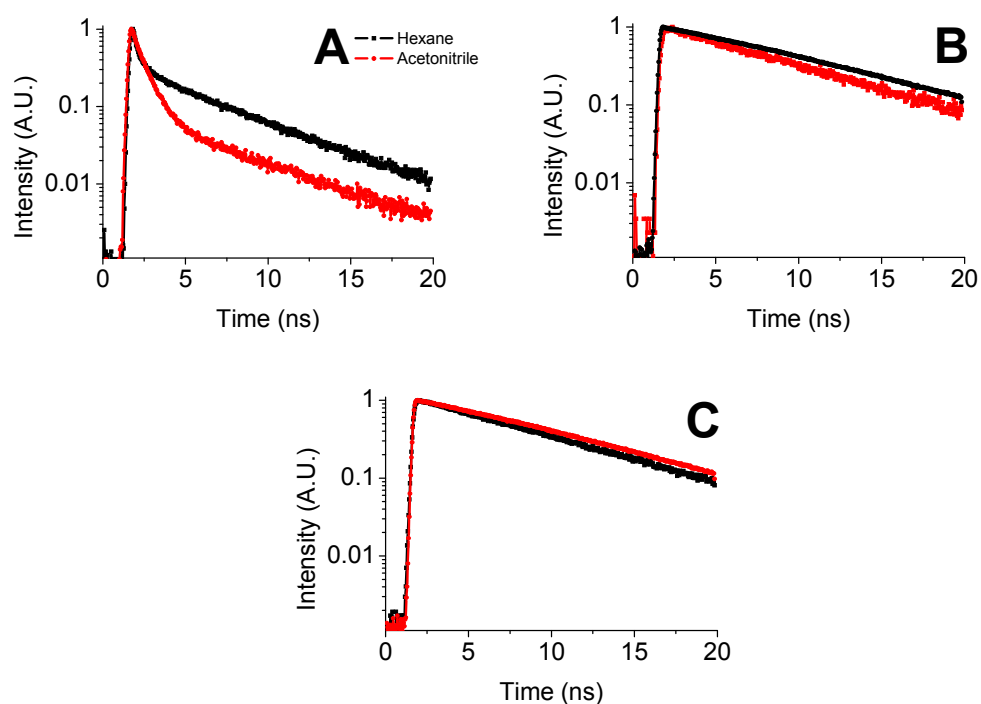 A
Hexane
Acetonitrile
Intensity (A.U.)
1
0.1
0.01
0 5 10 15 20
Time (ns)
B
Intensity (A.U.)
1
0.1
0.01
0 5 10 15 20
Time (ns)
C
Intensity (A.U.)
1
0.1
0.01
0 5 10 15 20
Time (ns)